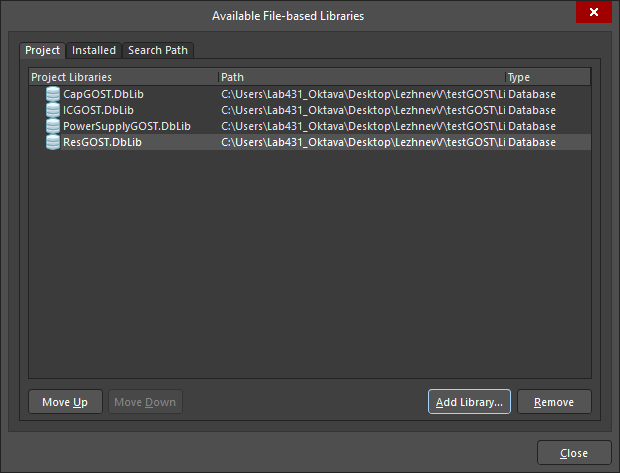 Available File-based Libraries
Project Installed Search Path
Project Libraries Path Type
CapGOST.DbLib C:\Users\Lab431_Oktava\Desktop\LezhnevV\testGOST\Li Database
ICGOST.DbLib C:\Users\Lab431_Oktava\Desktop\LezhnevV\testGOST\Li Database
PowerSupplyGOST.DbLib C:\Users\Lab431_Oktava\Desktop\LezhnevV\testGOST\Li Database
ResGOST.DbLib C:\Users\Lab431_Oktava\Desktop\LezhnevV\testGOST\Li Database
Move Up Move Down Add Library... Remove
Close